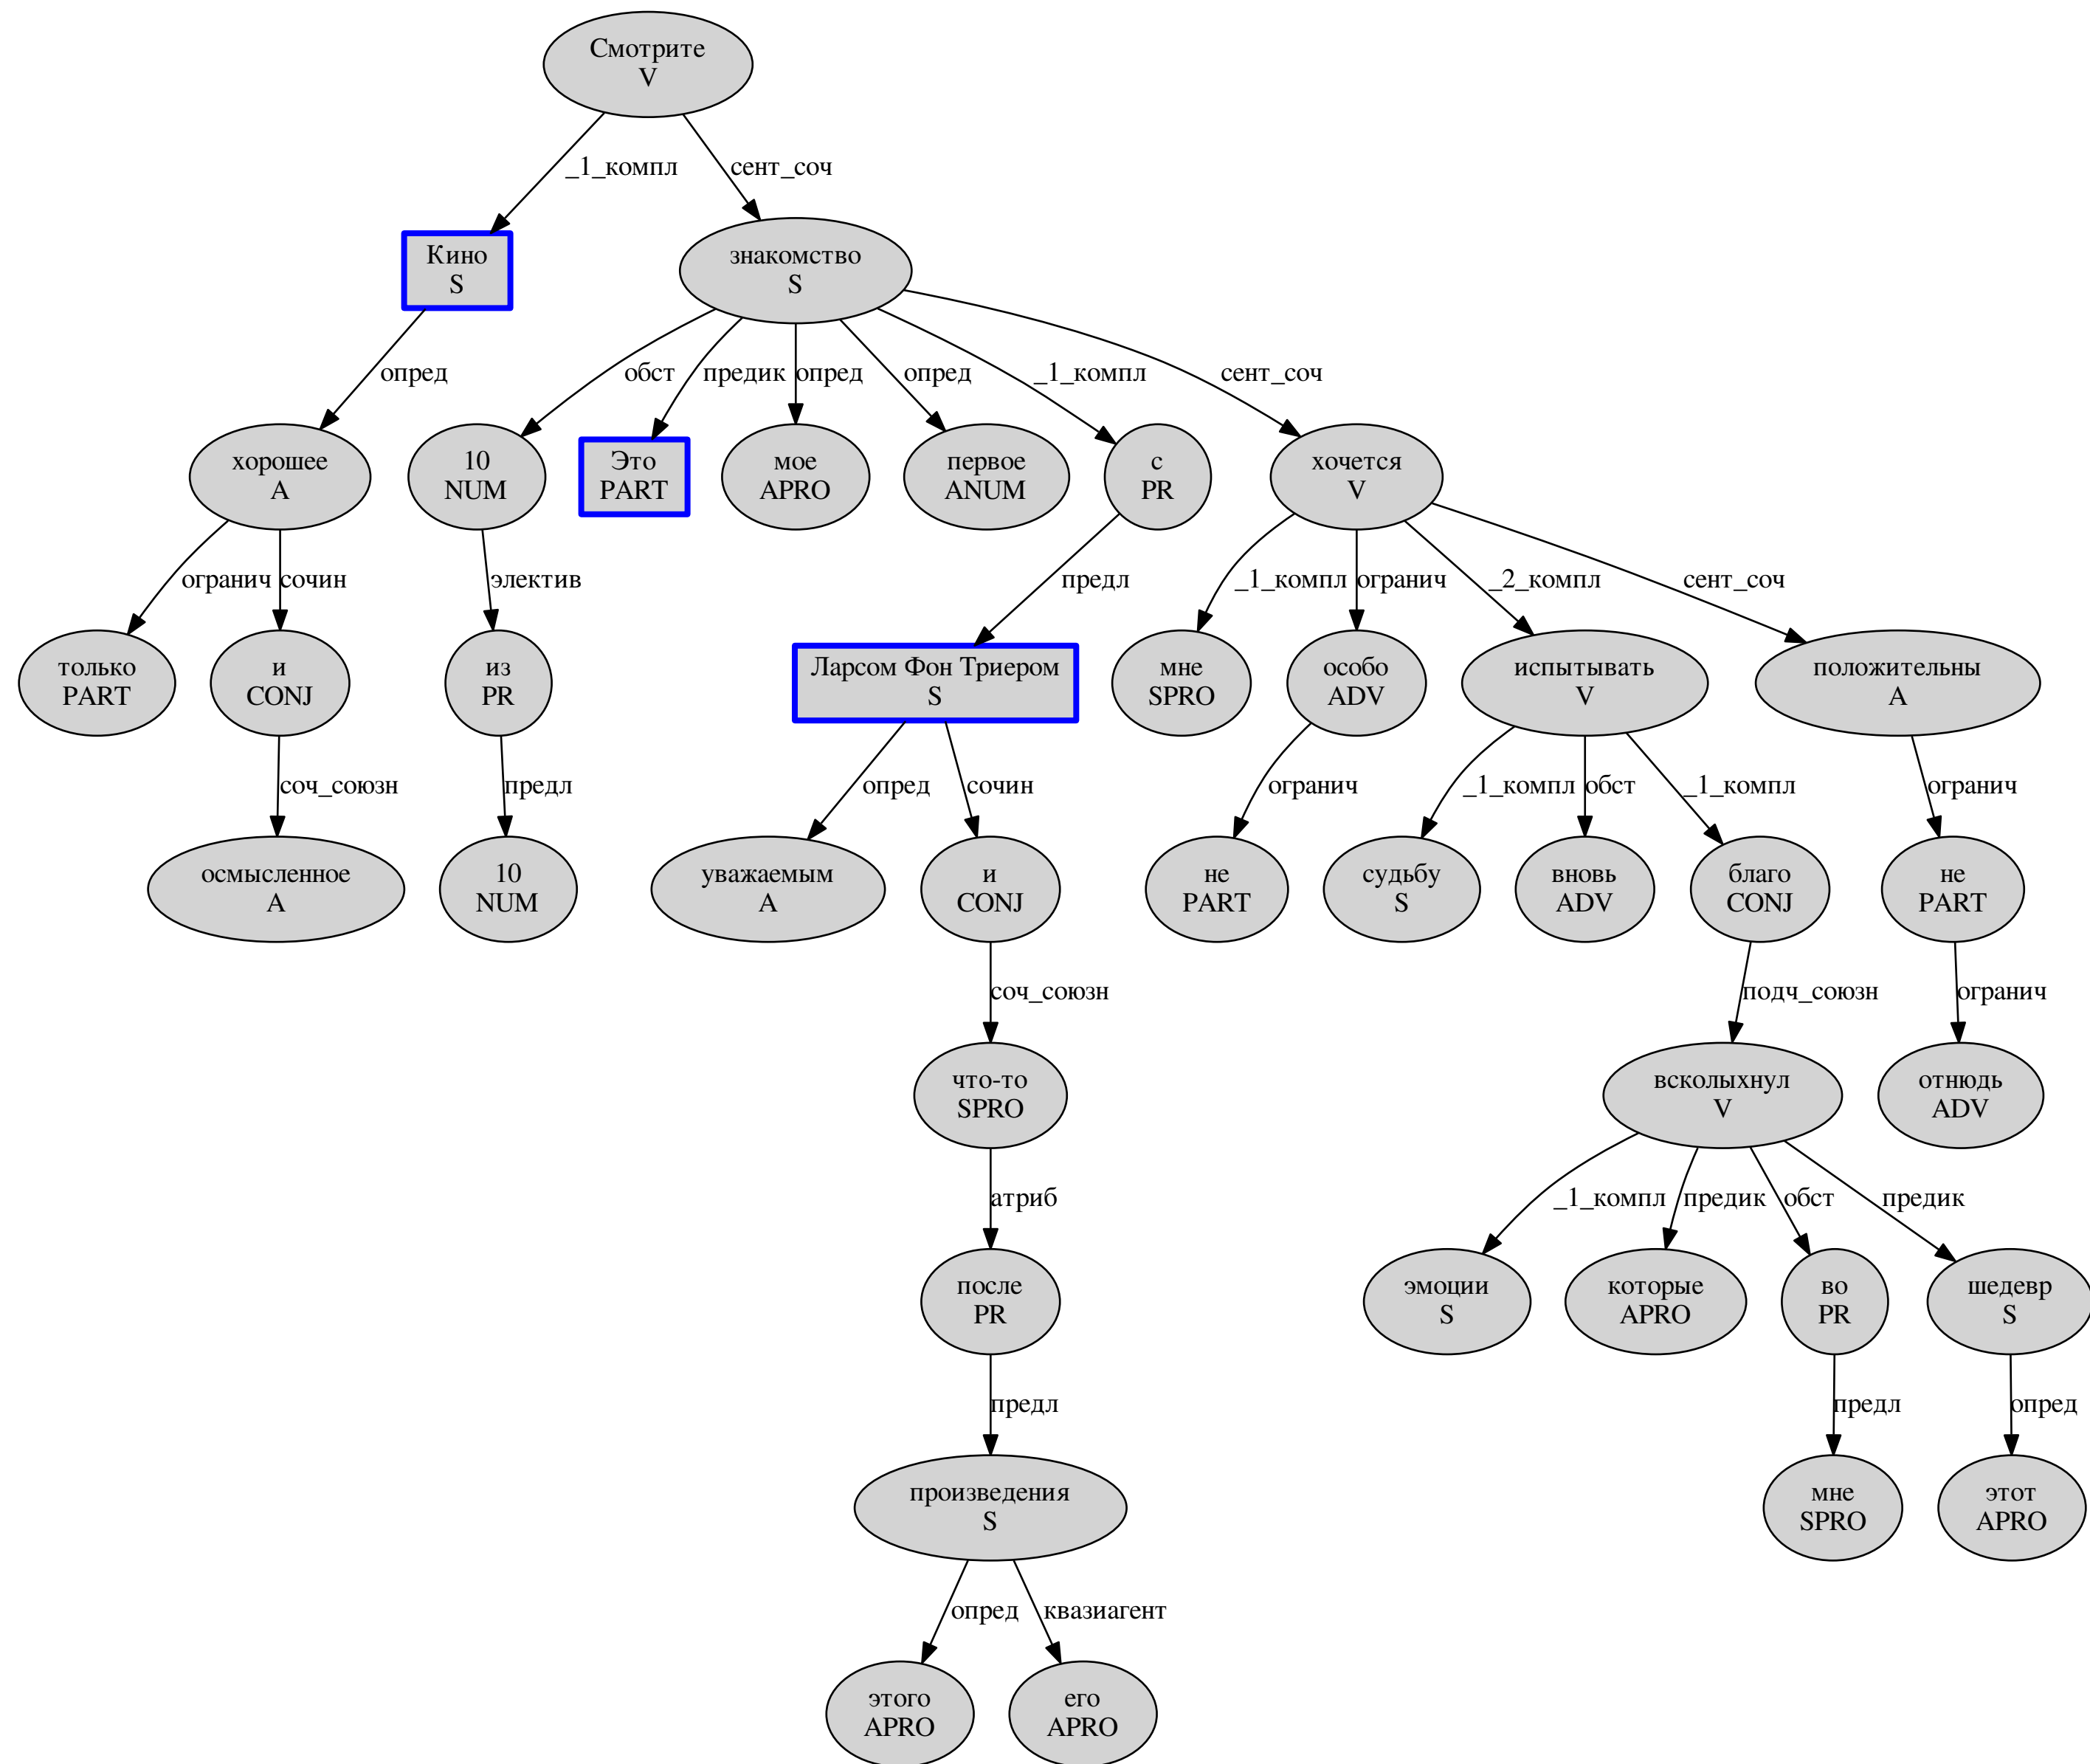 Смотрите
V
_1_компл
сент_соч
Кино
S
знакомство
S
опред
обст
предик
опред
опред
_1_компл
сент_соч
хорошее
A
10
NUM
Это
PART
мое
APRO
первое
ANUM
с
PR
хочется
V
огранич
сочин
электив
предл
_1_компл
огранич
_2_компл
сент_соч
только
PART
и
CONJ
из
PR
Ларсом Фон Триером
S
мне
SPRO
особо
ADV
испытывать
V
положительны
A
соч_союзн
предл
опред
сочин
огранич
_1_компл
обст
_1_компл
огранич
осмысленное
A
10
NUM
уважаемым
A
и
CONJ
не
PART
судьбу
S
вновь
ADV
благо
CONJ
не
PART
соч_союзн
подч_союзн
огранич
что-то
SPRO
всколыхнул
V
отнюдь
ADV
атриб
_1_компл
предик
обст
предик
после
PR
эмоции
S
которые
APRO
во
PR
шедевр
S
предл
предл
опред
произведения
S
мне
SPRO
этот
APRO
опред
квазиагент
этого
APRO
его
APRO